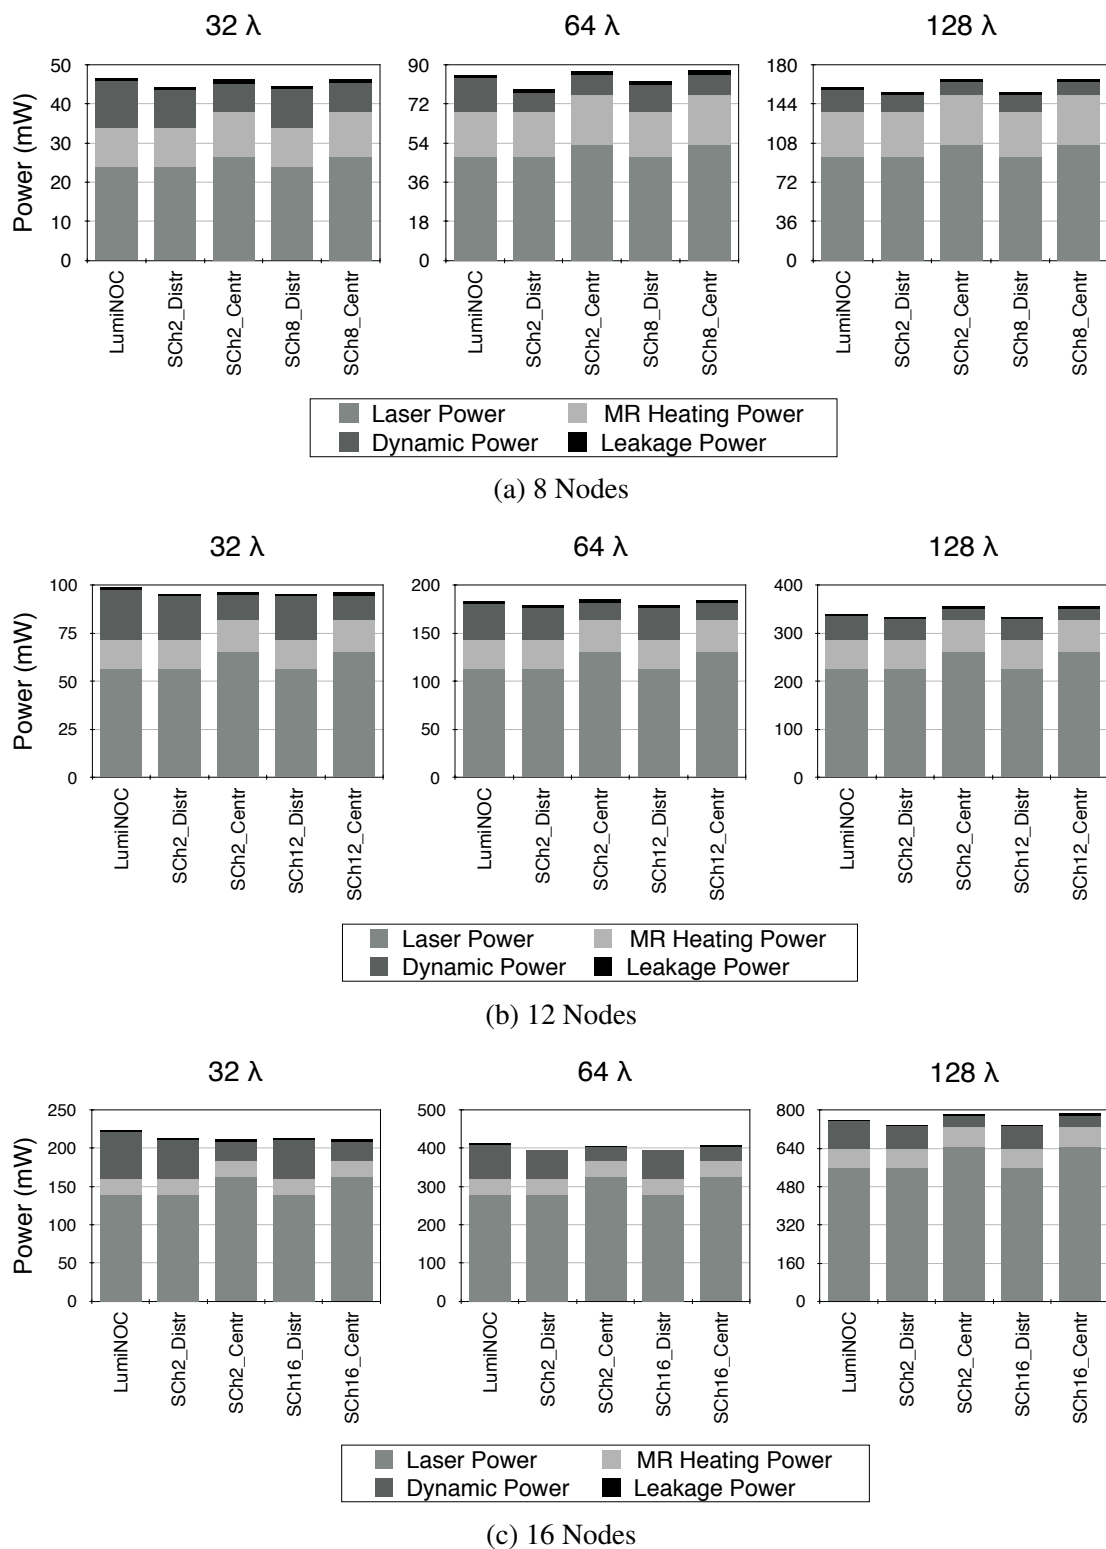 32 λ 64 λ 128 λ
Power (mW)
50 90 180
40 72 144
30 54 108
20 36 72
10 18 36
0 0 0
LumiNOC SCh2_Distr SCh2_Centr SCh8_Distr SCh8_Centr LumiNOC SCh2_Distr SCh2_Centr SCh8_Distr SCh8_Centr LumiNOC SCh2_Distr SCh2_Centr SCh8_Distr SCh8_Centr
Laser Power MR Heating Power
Dynamic Power Leakage Power
(a) 8 Nodes
32 λ 64 λ 128 λ
Power (mW)
100 200 400
75 150 300
50 100 200
25 50 100
0 0 0
LumiNOC SCh2_Distr SCh2_Centr SCh12_Distr SCh12_Centr LumiNOC SCh2_Distr SCh2_Centr SCh12_Distr SCh12_Centr LumiNOC SCh2_Distr SCh2_Centr SCh12_Distr SCh12_Centr
Laser Power MR Heating Power
Dynamic Power Leakage Power
(b) 12 Nodes
32 λ 64 λ 128 λ
Power (mW)
250 500 800
200 400 640
150 300 480
100 200 320
50 100 160
0 0 0
LumiNOC SCh2_Distr SCh2_Centr SCh16_Distr SCh16_Centr LumiNOC SCh2_Distr SCh2_Centr SCh16_Distr SCh16_Centr LumiNOC SCh2_Distr SCh2_Centr SCh16_Distr SCh16_Centr
Laser Power MR Heating Power
Dynamic Power Leakage Power
(c) 16 Nodes